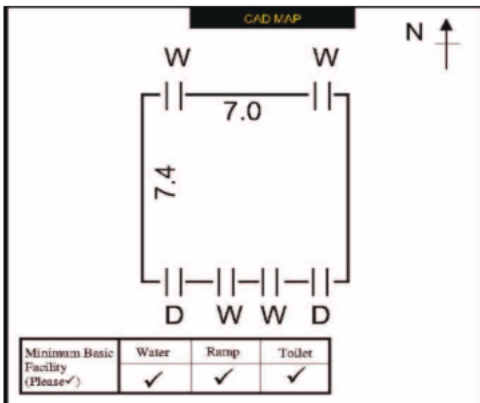 CAD MAP
N
W W
7.0
7.4
D W W D
Minimum Basic Facility (Please✓) Water Ramp Toilet
✓ ✓ ✓